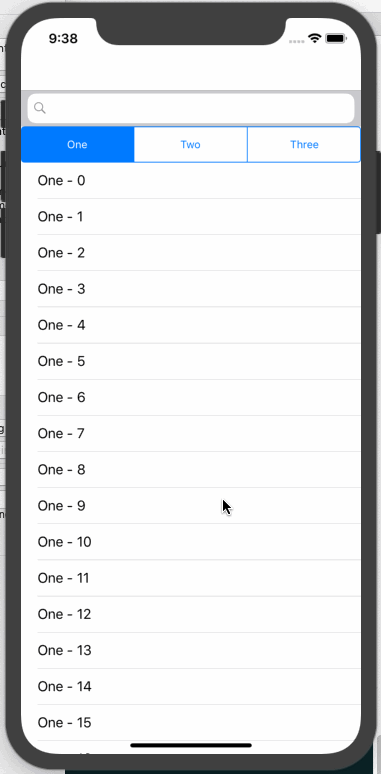 9:38
One Two Three
One - 0
One - 1
One - 2
One - 3
One - 4
One - 5
One - 6
One - 7
One - 8
One - 9
One - 10
One - 11
One - 12
One - 13
One - 14
One - 15